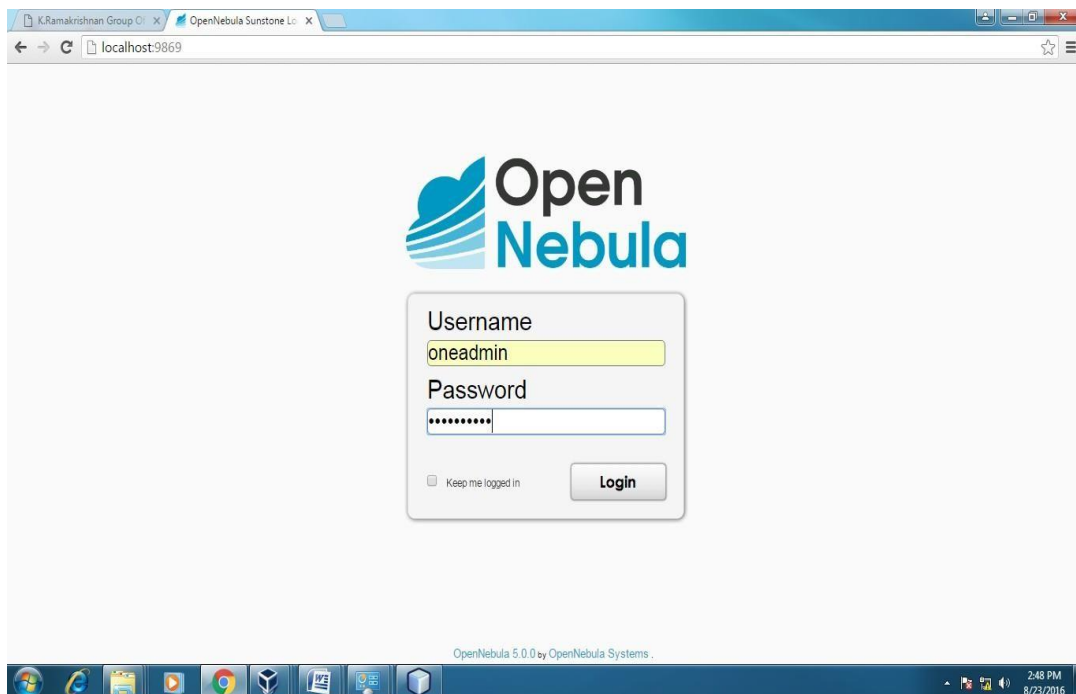 K.Ramakrishnan Group Of
OpenNebula Sunstone Lo
localhost:9869
Open
Nebula
Username
oneadmin
Password
••••••••••
Keep me logged in
Login
OpenNebula 5.0.0 by OpenNebula Systems .
2:48 PM
8/23/2016